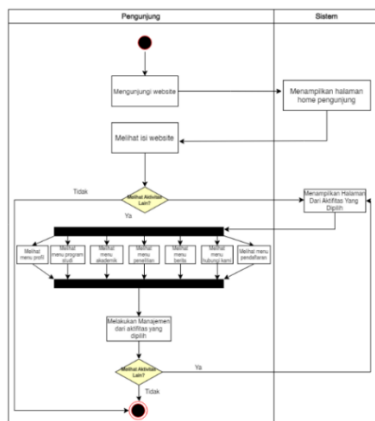 Pengunjung
Sistem
Mengunjungi website
Menampilkan halaman
home pengunjung
Melihat isi website
Tidak
Melihat Aktivitas
Lain?
Menampilkan Halaman
Dari Aktifitas Yang
Dipilih
Ya
Melihat
menu profil
Melihat
menu program
studi
Melihat
menu
akademik
Melihat
menu
penelitian
Melihat
menu
berita
Melihat
menu
hubungi kami
Melihat menu
pendaftaran
Melakukan Manajemen
dari aktifitas yang
dipilih
Melihat Aktivitas
Lain?
Ya
Tidak